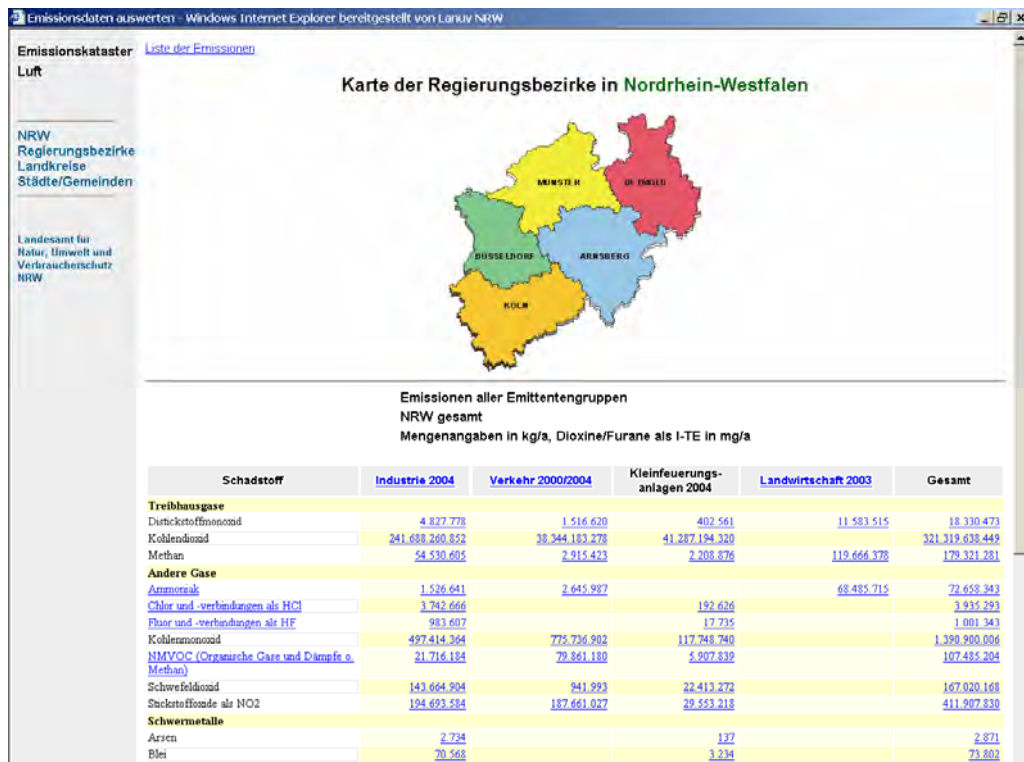 Emissionsdaten auswerten - Windows Internet Explorer bereitgestellt von Lanuv NRW
Emissionskataster
Luft
NRW
Regierungsbezirke
Landkreise
Städte/Gemeinden
Landesamt für
Natur, Umwelt und
Verbraucherschutz
NRW
Liste der Emissionen
Karte der Regierungsbezirke in Nordrhein-Westfalen
MÜNSTER
DETMOLD
DÜSSELDORF
ARNSBERG
KÖLN
Emissionen aller Emittentengruppen
NRW gesamt
Mengenangaben in kg/a, Dioxine/Furane als I-TE in mg/a
Schadstoff Industrie 2004 Verkehr 2000/2004 Kleinfeuerungs-anlagen 2004 Landwirtschaft 2003 Gesamt
Treibhausgase
Distickstoffmonoxid 4.827.778 1.516.620 402.561 11.583.515 18.330.473
Kohlendioxid 241.688.260.852 38.344.183.278 41.287.194.320 321.319.638.449
Methan 54.530.605 2.915.423 2.208.876 119.666.378 179.321.281
Andere Gase
Ammoniak 1.526.641 2.645.987 68.485.715 72.658.343
Chlor und -verbindungen als HCl 3.742.666 192.626 3.935.293
Fluor und -verbindungen als HF 983.607 17.735 1.001.343
Kohlenmonoxid 497.414.364 775.736.902 117.748.740 1.390.900.006
NMVOC (Organische Gase und Dämpfe o. Methan) 21.716.184 79.861.180 5.907.839 107.485.204
Schwefeldioxid 143.664.904 941.993 22.413.272 167.020.168
Stickstoffoxide als NO2 194.693.584 187.661.027 29.553.218 411.907.830
Schwermetalle
Arsen 2.734 137 2.871
Blei 70.568 3.234 73.802